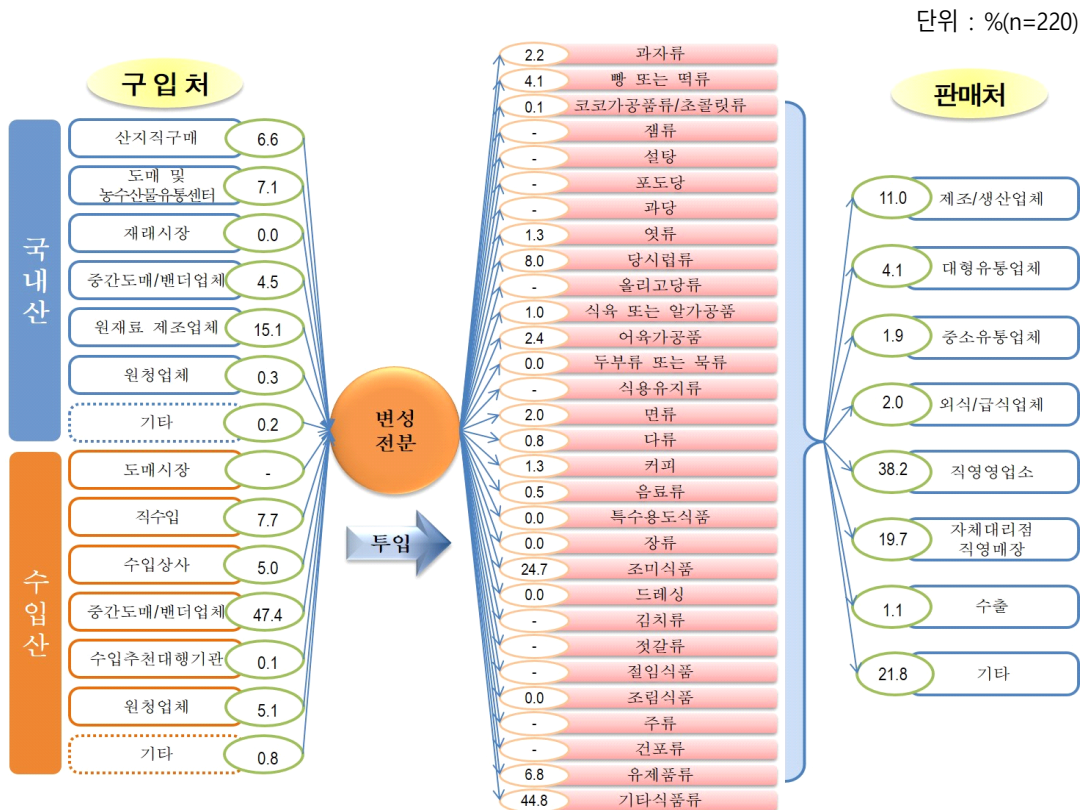 단위 : %(n=220)
구입처
국내산
산지직구매 6.6
도매 및
농수산물유통센터 7.1
재래시장 0.0
중간도매/밴더업체 4.5
원재료 제조업체 15.1
원청업체 0.3
기타 0.2
수입산
도매시장 -
직수입 7.7
수입상사 5.0
중간도매/밴더업체 47.4
수입추천대행기관 0.1
원청업체 5.1
기타 0.8
변성
전분
투입
2.2 과자류
4.1 빵 또는 떡류
0.1 코코가공품류/초콜릿류
- 잼류
- 설탕
- 포도당
- 과당
1.3 엿류
8.0 당시럽류
- 올리고당류
1.0 식육 또는 알가공품
2.4 어육가공품
0.0 두부류 또는 묵류
- 식용유지류
2.0 면류
0.8 다류
1.3 커피
0.5 음료류
0.0 특수용도식품
0.0 장류
24.7 조미식품
0.0 드레싱
- 김치류
- 젓갈류
- 절임식품
0.0 조림식품
- 주류
- 건포류
6.8 유제품류
44.8 기타식품류
판매처
11.0 제조/생산업체
4.1 대형유통업체
1.9 중소유통업체
2.0 외식/급식업체
38.2 직영영업소
19.7 자체대리점
직영매장
1.1 수출
21.8 기타